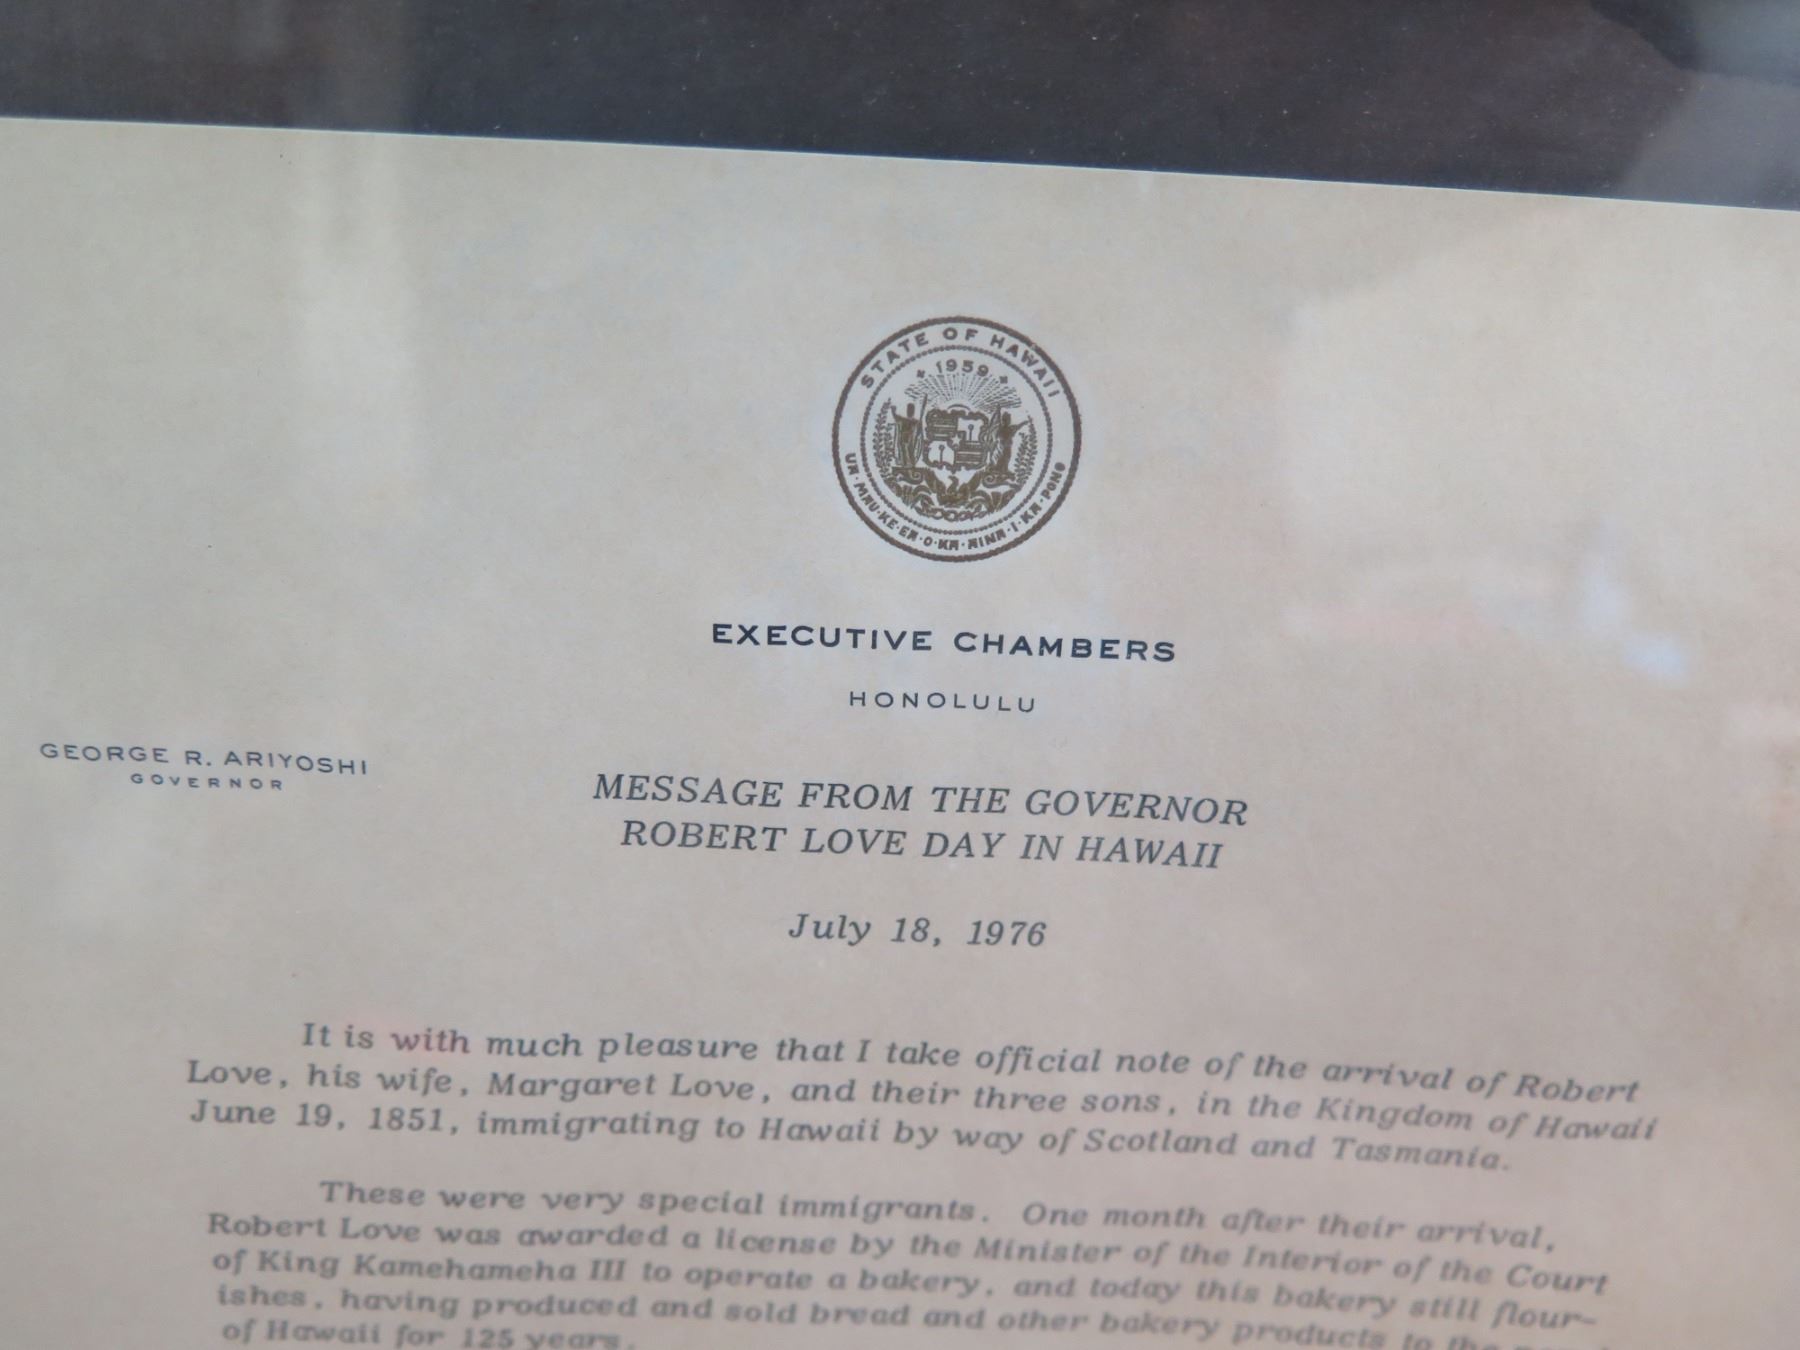 STATE OF HAWAII
1959
UA·MAU·KE·EA·O·KA·AINA·I·KA·PONO
EXECUTIVE CHAMBERS
HONOLULU
GEORGE R. ARIYOSHI
GOVERNOR
MESSAGE FROM THE GOVERNOR
ROBERT LOVE DAY IN HAWAII
July 18, 1976
It is with much pleasure that I take official note of the arrival of Robert
Love, his wife, Margaret Love, and their three sons, in the Kingdom of Hawaii
June 19, 1851, immigrating to Hawaii by way of Scotland and Tasmania.
These were very special immigrants. One month after their arrival,
Robert Love was awarded a license by the Minister of the Interior of the Court
of King Kamehameha III to operate a bakery, and today this bakery still flour-
ishes, having produced and sold bread and other bakery products to the
of Hawaii for 125 years.